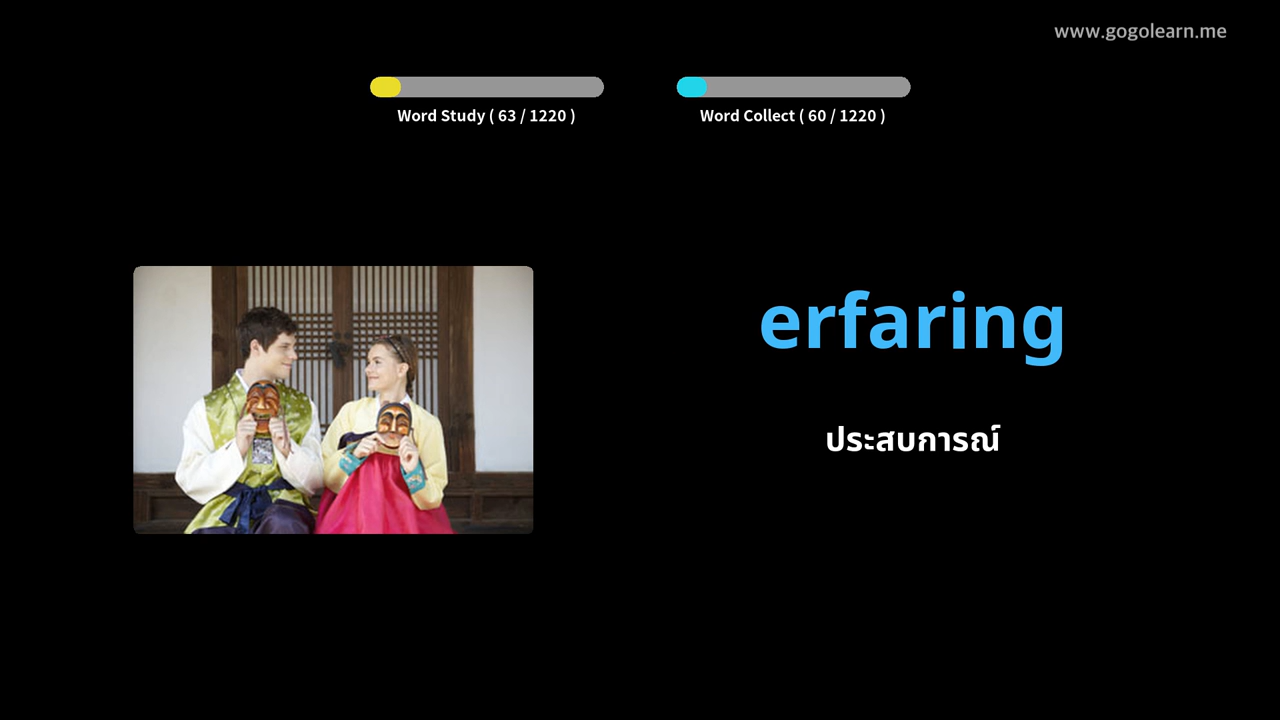 www.gogolearn.me
Word Study ( 63 / 1220 )
Word Collect ( 60 / 1220 )
erfaring
ประสบการณ์